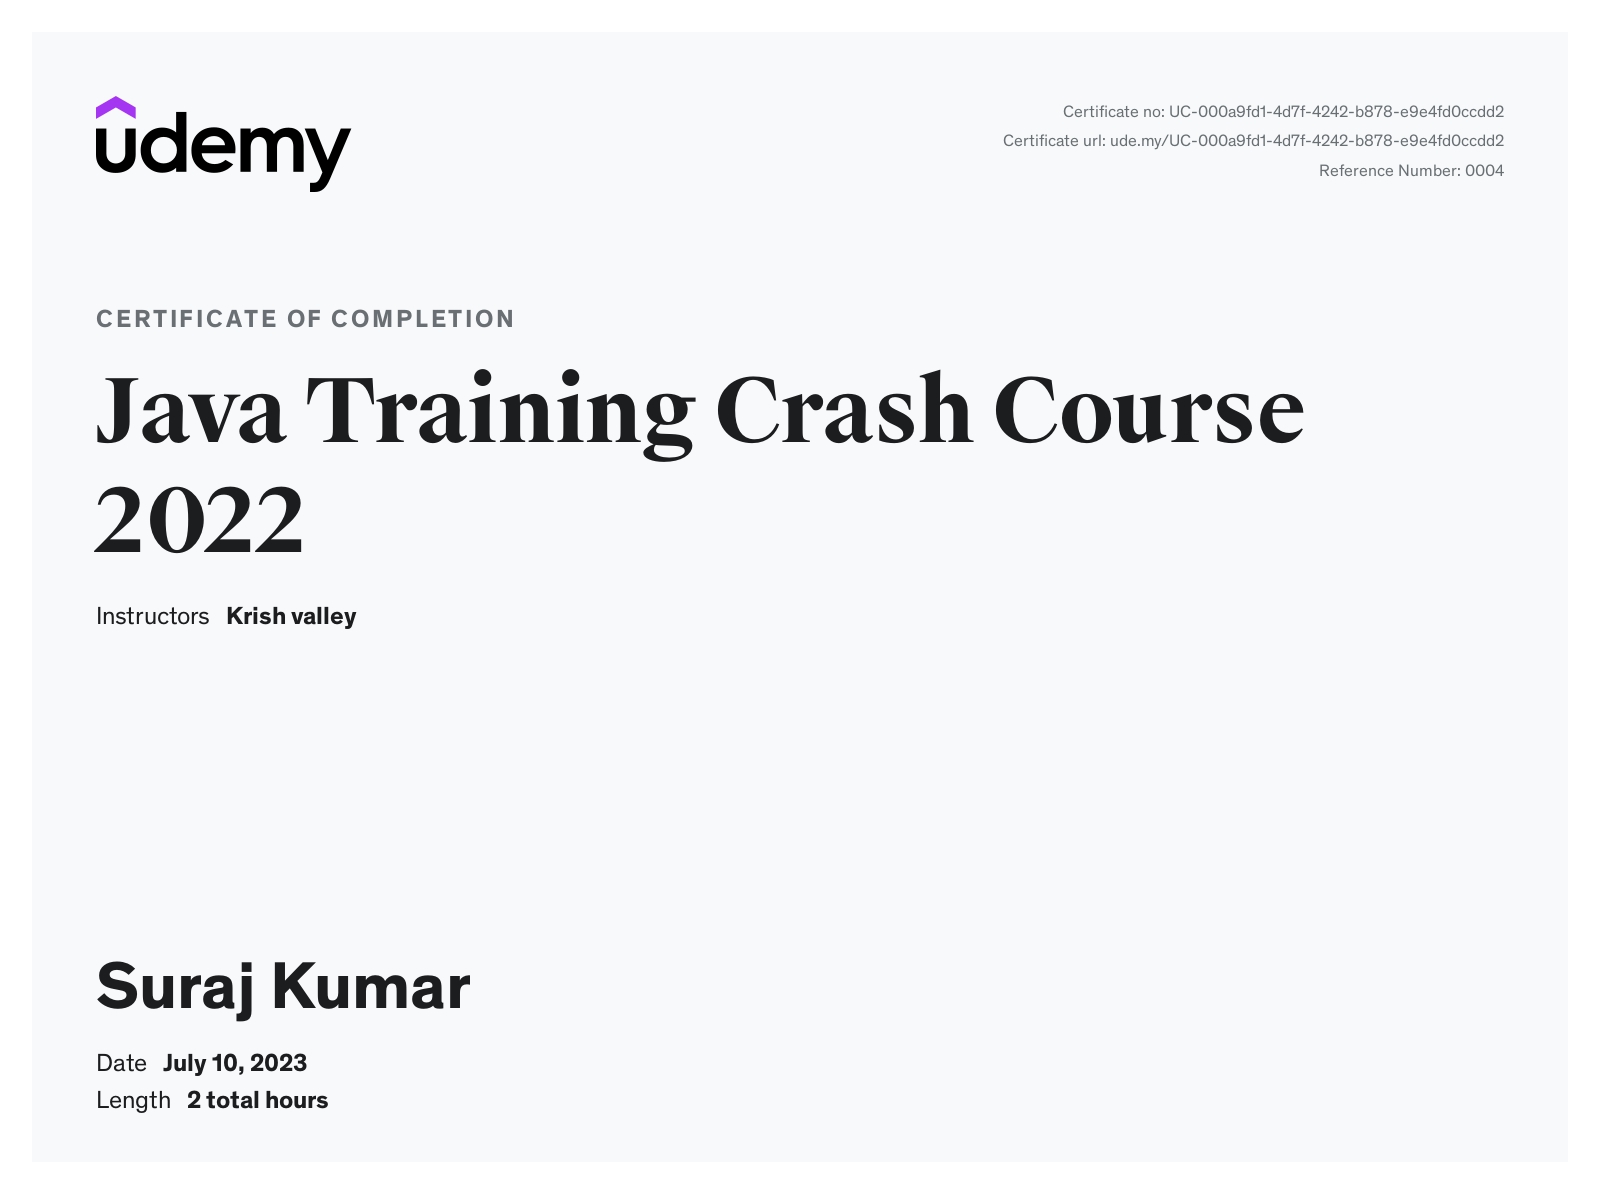 udemy
Certificate no: UC-000a9fd1-4d7f-4242-b878-e9e4fd0ccdd2
Certificate url: ude.my/UC-000a9fd1-4d7f-4242-b878-e9e4fd0ccdd2
Reference Number: 0004
CERTIFICATE OF COMPLETION
Java Training Crash Course
2022
Instructors Krish valley
Suraj Kumar
Date July 10, 2023
Length 2 total hours